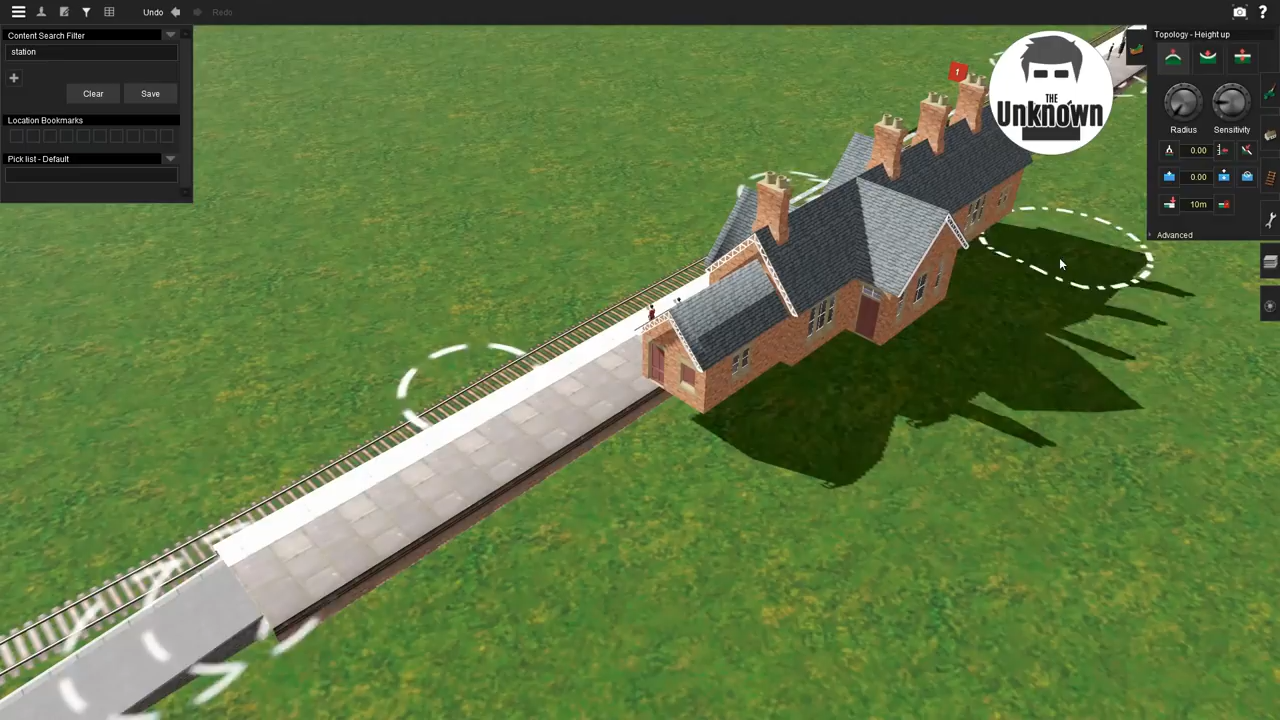 Undo
Redo
Content Search Filter
station
Clear
Save
Location Bookmarks
Pick list - Default
1
THE
Unknown
Topology - Height up
Radius
Sensitivity
0.00
0.00
10m
Advanced